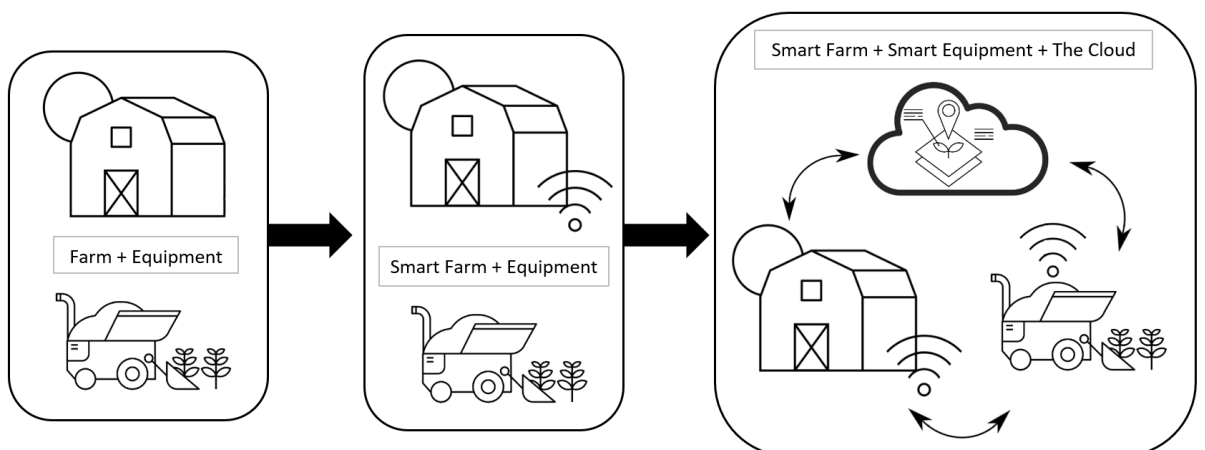 Farm + Equipment
Smart Farm + Equipment
Smart Farm + Smart Equipment + The Cloud